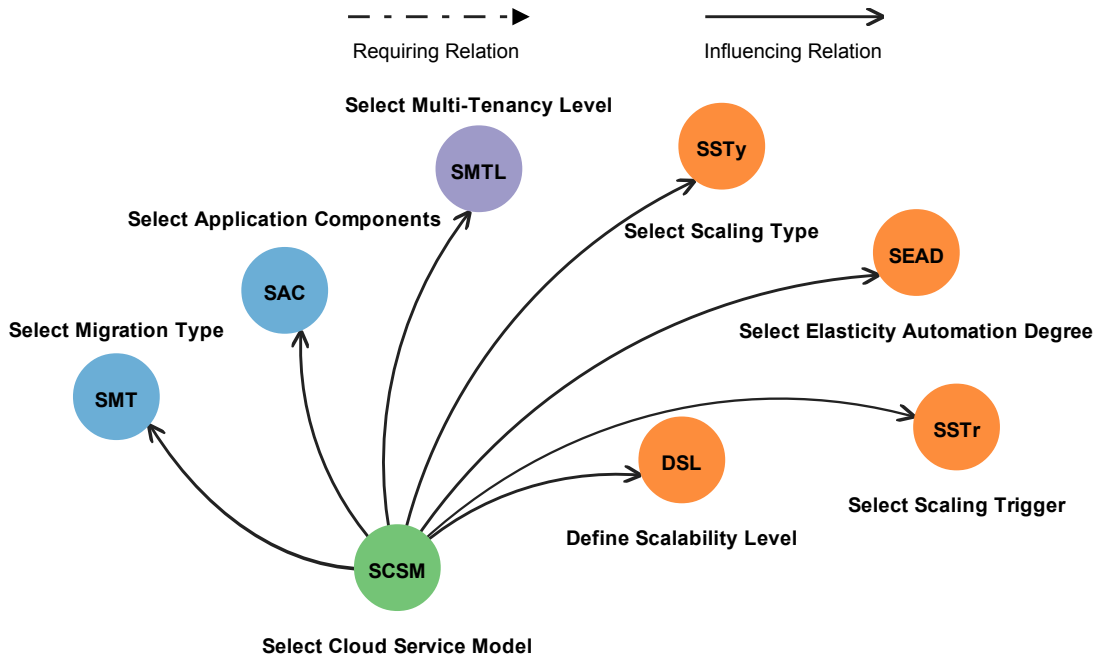 Requiring Relation
Influencing Relation
Select Multi-Tenancy Level
SMTL
SSTy
Select Application Components
Select Scaling Type
SEAD
SAC
Select Migration Type
Select Elasticity Automation Degree
SMT
SSTr
DSL
Select Scaling Trigger
Define Scalability Level
SCSM
Select Cloud Service Model